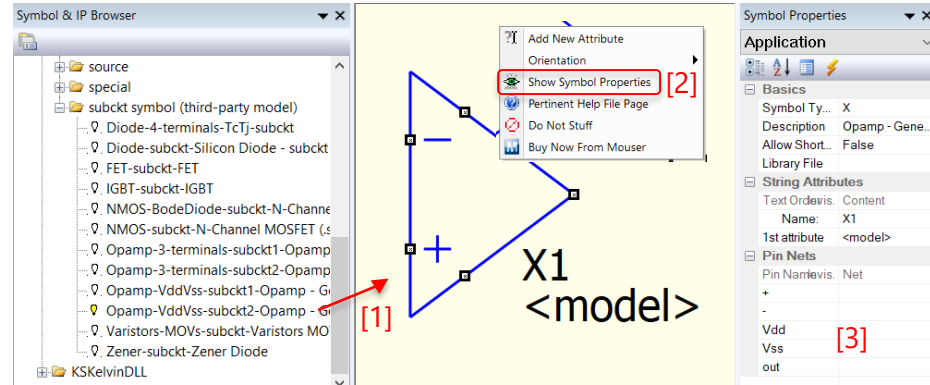 Symbol & IP Browser
source
special
subckt symbol (third-party model)
Diode-4-terminals-TcTj-subckt
Diode-subckt-Silicon Diode - subckt
FET-subckt-FET
IGBT-subckt-IGBT
NMOS-BodeDiode-subckt-N-Channe
NMOS-subckt-N-Channel MOSFET (.s
Opamp-3-terminals-subckt1-Opamp
Opamp-3-terminals-subckt2-Opamp
Opamp-VddVss-subckt1-Opamp - Ge
Opamp-VddVss-subckt2-Opamp - Ge
Varistors-MOVs-subckt-Varistors MO
Zener-subckt-Zener Diode
KSKelvinDLL
[1]
Add New Attribute
Orientation
Show Symbol Properties
[2]
Pertinent Help File Page
Do Not Stuff
Buy Now From Mouser
−
+
X1
<model>
Symbol Properties
Application
Basics
Symbol Ty... X
Description Opamp - Gene...
Allow Short... False
Library File
String Attributes
Text Order vis. Content
Name: X1
1st attribute <model>
Pin Nets
Pin Name vis. Net
+
-
Vdd
Vss
out
[3]